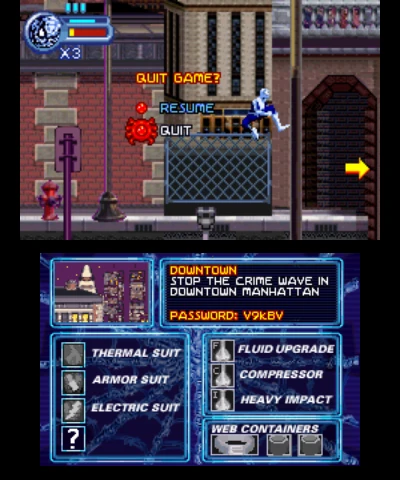 X3
QUIT GAME?
RESUME
QUIT
DOWNTOWN
STOP THE CRIME WAVE IN
DOWNTOWN MANHATTAN
PASSWORD: V9KBV
THERMAL SUIT
ARMOR SUIT
ELECTRIC SUIT
?
F FLUID UPGRADE
C COMPRESSOR
I HEAVY IMPACT
WEB CONTAINERS